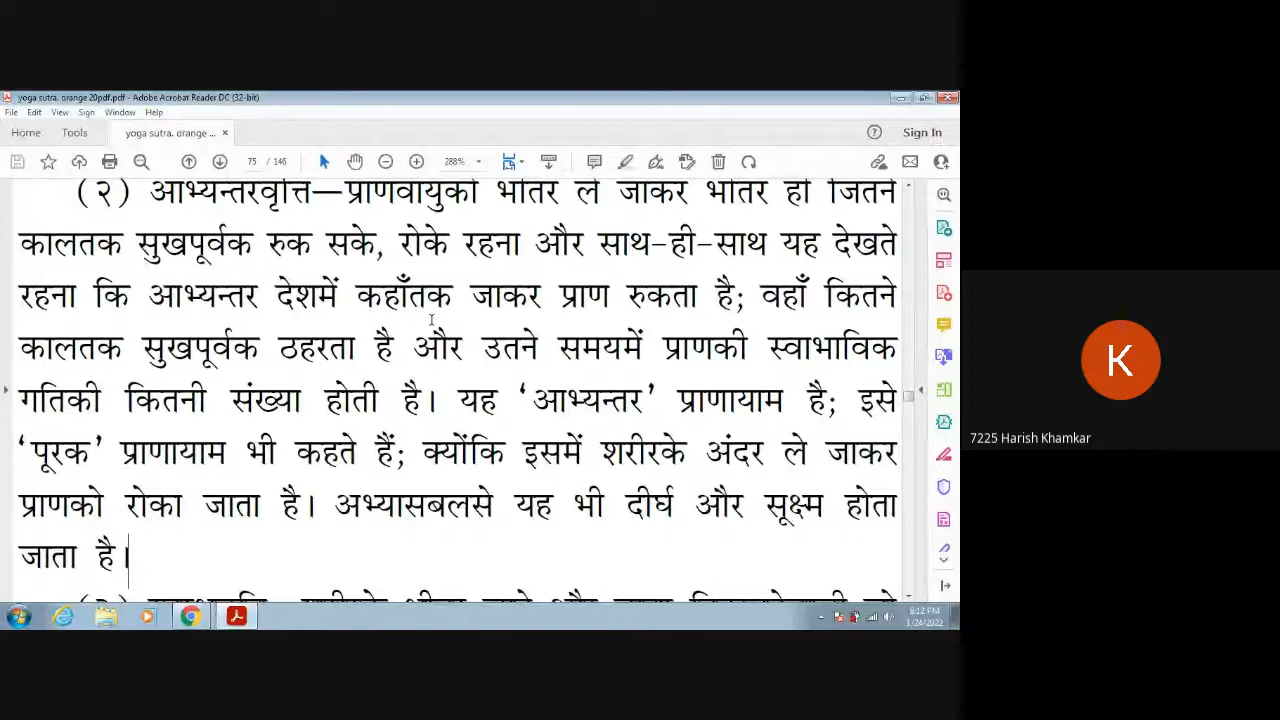 yoga sutra. orange 20pdf.pdf - Adobe Acrobat Reader DC (32-bit)
File Edit View Sign Window Help
Home Tools yoga sutra. orange ... × Sign In
75 / 146 288%
(२) आभ्यन्तरवृत्ति—प्राणवायुको भीतर ले जाकर भीतर ही जितने
कालतक सुखपूर्वक रुक सके, रोके रहना और साथ-ही-साथ यह देखते
रहना कि आभ्यन्तर देशमें कहाँतक जाकर प्राण रुकता है; वहाँ कितने
कालतक सुखपूर्वक ठहरता है और उतने समयमें प्राणकी स्वाभाविक
गतिकी कितनी संख्या होती है। यह ‘आभ्यन्तर’ प्राणायाम है; इसे
‘पूरक’ प्राणायाम भी कहते हैं; क्योंकि इसमें शरीरके अंदर ले जाकर
प्राणको रोका जाता है। अभ्यासबलसे यह भी दीर्घ और सूक्ष्म होता
जाता है।
K
7225 Harish Khamkar
8:12 PM
1/24/2022